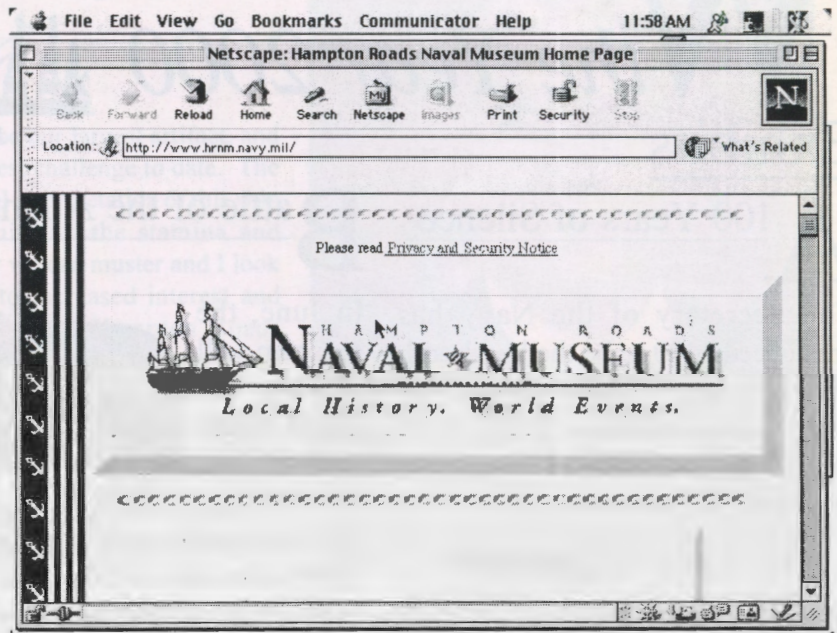 File Edit View Go Bookmarks Communicator Help 11:58 AM
Netscape: Hampton Roads Naval Museum Home Page
Back Forward Reload Home Search Netscape Images Print Security Stop
N
Location: http://www.hrnm.navy.mil/ What's Related
Please read Privacy and Security Notice
HAMPTON ROADS
NAVAL MUSEUM
Local History. World Events.